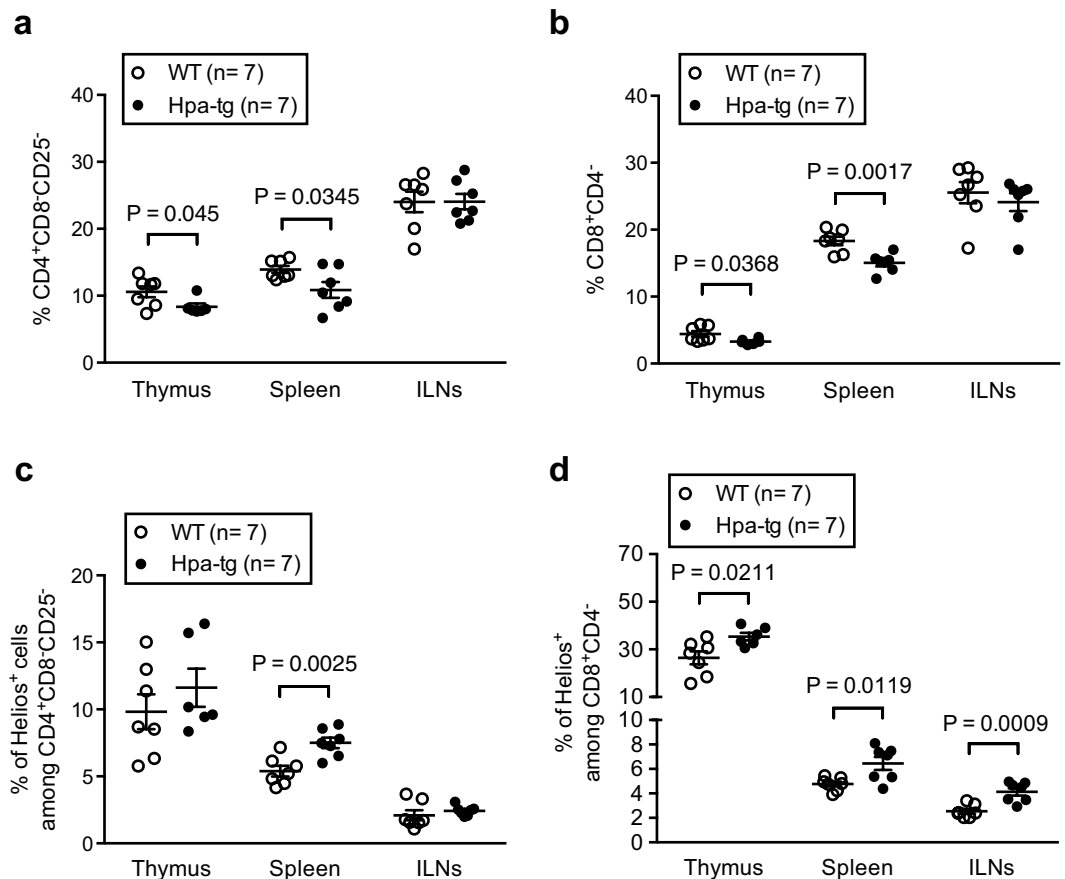 a
WT (n= 7)
Hpa-tg (n= 7)
% CD4⁺CD8⁻CD25⁻
40
30
20
10
0
P = 0.045
P = 0.0345
Thymus
Spleen
ILNs
b
WT (n= 7)
Hpa-tg (n= 7)
% CD8⁺CD4⁻
40
30
20
10
0
P = 0.0368
P = 0.0017
Thymus
Spleen
ILNs
c
WT (n= 7)
Hpa-tg (n= 7)
% of Helios⁺ cells
among CD4⁺CD8⁻CD25⁻
20
15
10
5
0
P = 0.0025
Thymus
Spleen
ILNs
d
WT (n= 7)
Hpa-tg (n= 7)
% of Helios⁺
among CD8⁺CD4⁻
70
50
30
10
10
8
6
4
2
0
P = 0.0211
P = 0.0119
P = 0.0009
Thymus
Spleen
ILNs